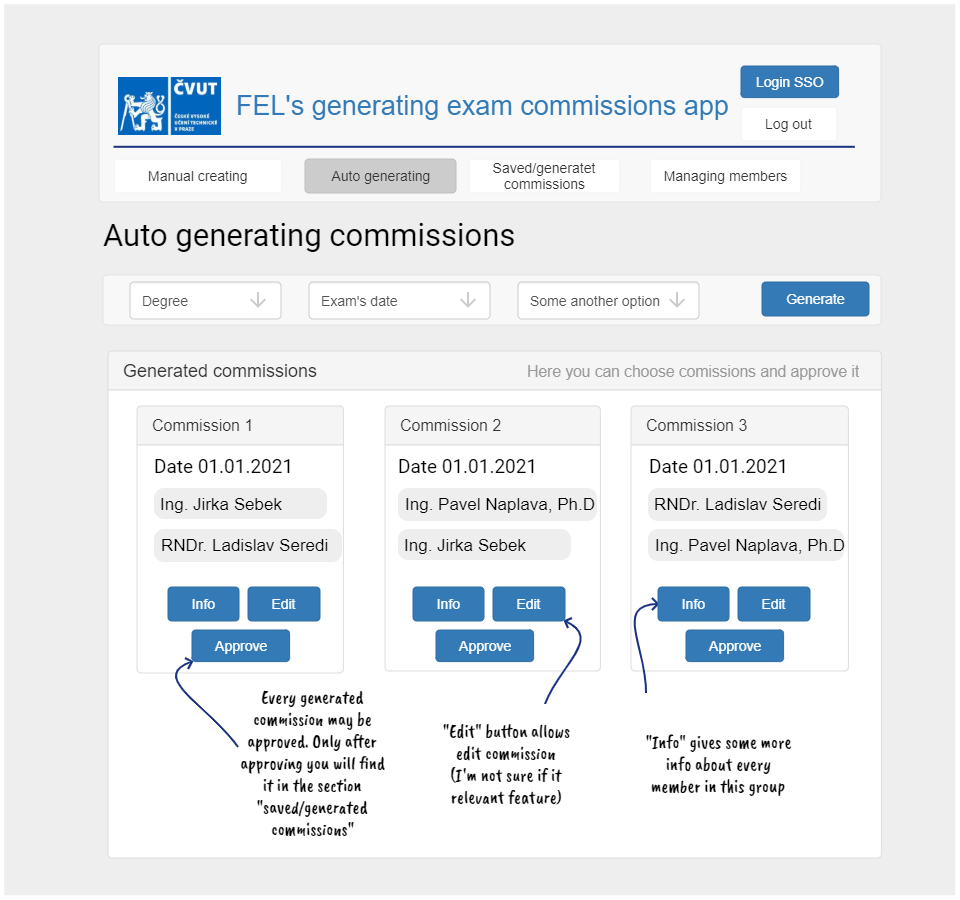 ČVUT
ČESKÉ VYSOKÉ
UČENÍ TECHNICKÉ
V PRAZE
FEL's generating exam commissions app
Login SSO
Log out
Manual creating
Auto generating
Saved/generatet
commissions
Managing members
Auto generating commissions
Degree
Exam's date
Some another option
Generate
Generated commissions
Here you can choose comissions and approve it
Commission 1
Date 01.01.2021
Ing. Jirka Sebek
RNDr. Ladislav Seredi
Info
Edit
Approve
Commission 2
Date 01.01.2021
Ing. Pavel Naplava, Ph.D
Ing. Jirka Sebek
Info
Edit
Approve
Commission 3
Date 01.01.2021
RNDr. Ladislav Seredi
Ing. Pavel Naplava, Ph.D
Info
Edit
Approve
Every generated
commission may be
approved. Only after
approving you will find
it in the section
"saved/generated
commissions"
"Edit" button allows
edit commission
(I'm not sure if it
relevant feature)
"Info" gives some more
info about every
member in this group